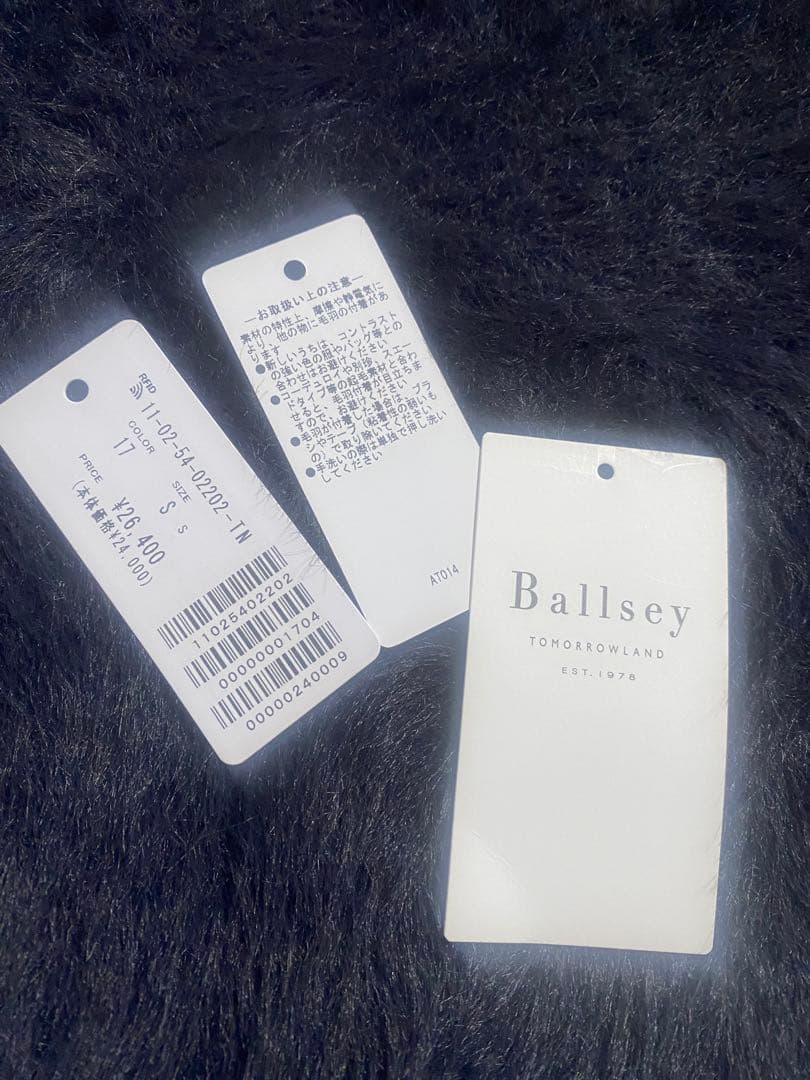 RFID
11-02-54-02202-TN
COLOR
17
SIZE
S S
PRICE
¥26,400
(本体価格¥24,000)
11025402202
00000001704
00000240009
―お取扱い上の注意―
素材の特性上、摩擦や静電気に
より、他の物に毛羽の付着があ
ります
●新しいうちは、コントラスト
の強い色の服やバッグ等との
合わせはお避けください
●コーデュロイや別珍、スエー
ドタイプ等の起毛素材と合わ
せると、毛羽付着が目立ちま
すので、お避けください
●毛羽が付着した場合は、ブラ
シやテープ(粘着性の弱いも
の)で取り除いてください
●手洗いの際は単独で押し洗い
してください
AT014
Ballsey
TOMORROWLAND
EST.1978